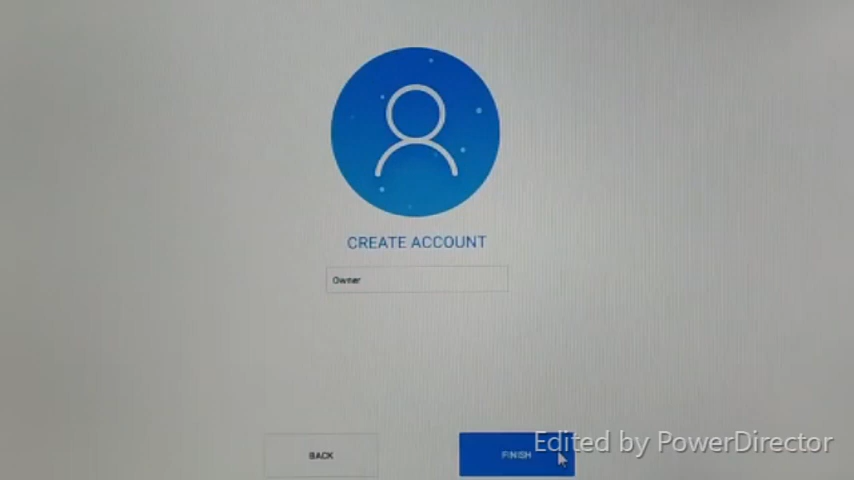 CREATE ACCOUNT
Owner
BACK
FINISH
Edited by PowerDirector